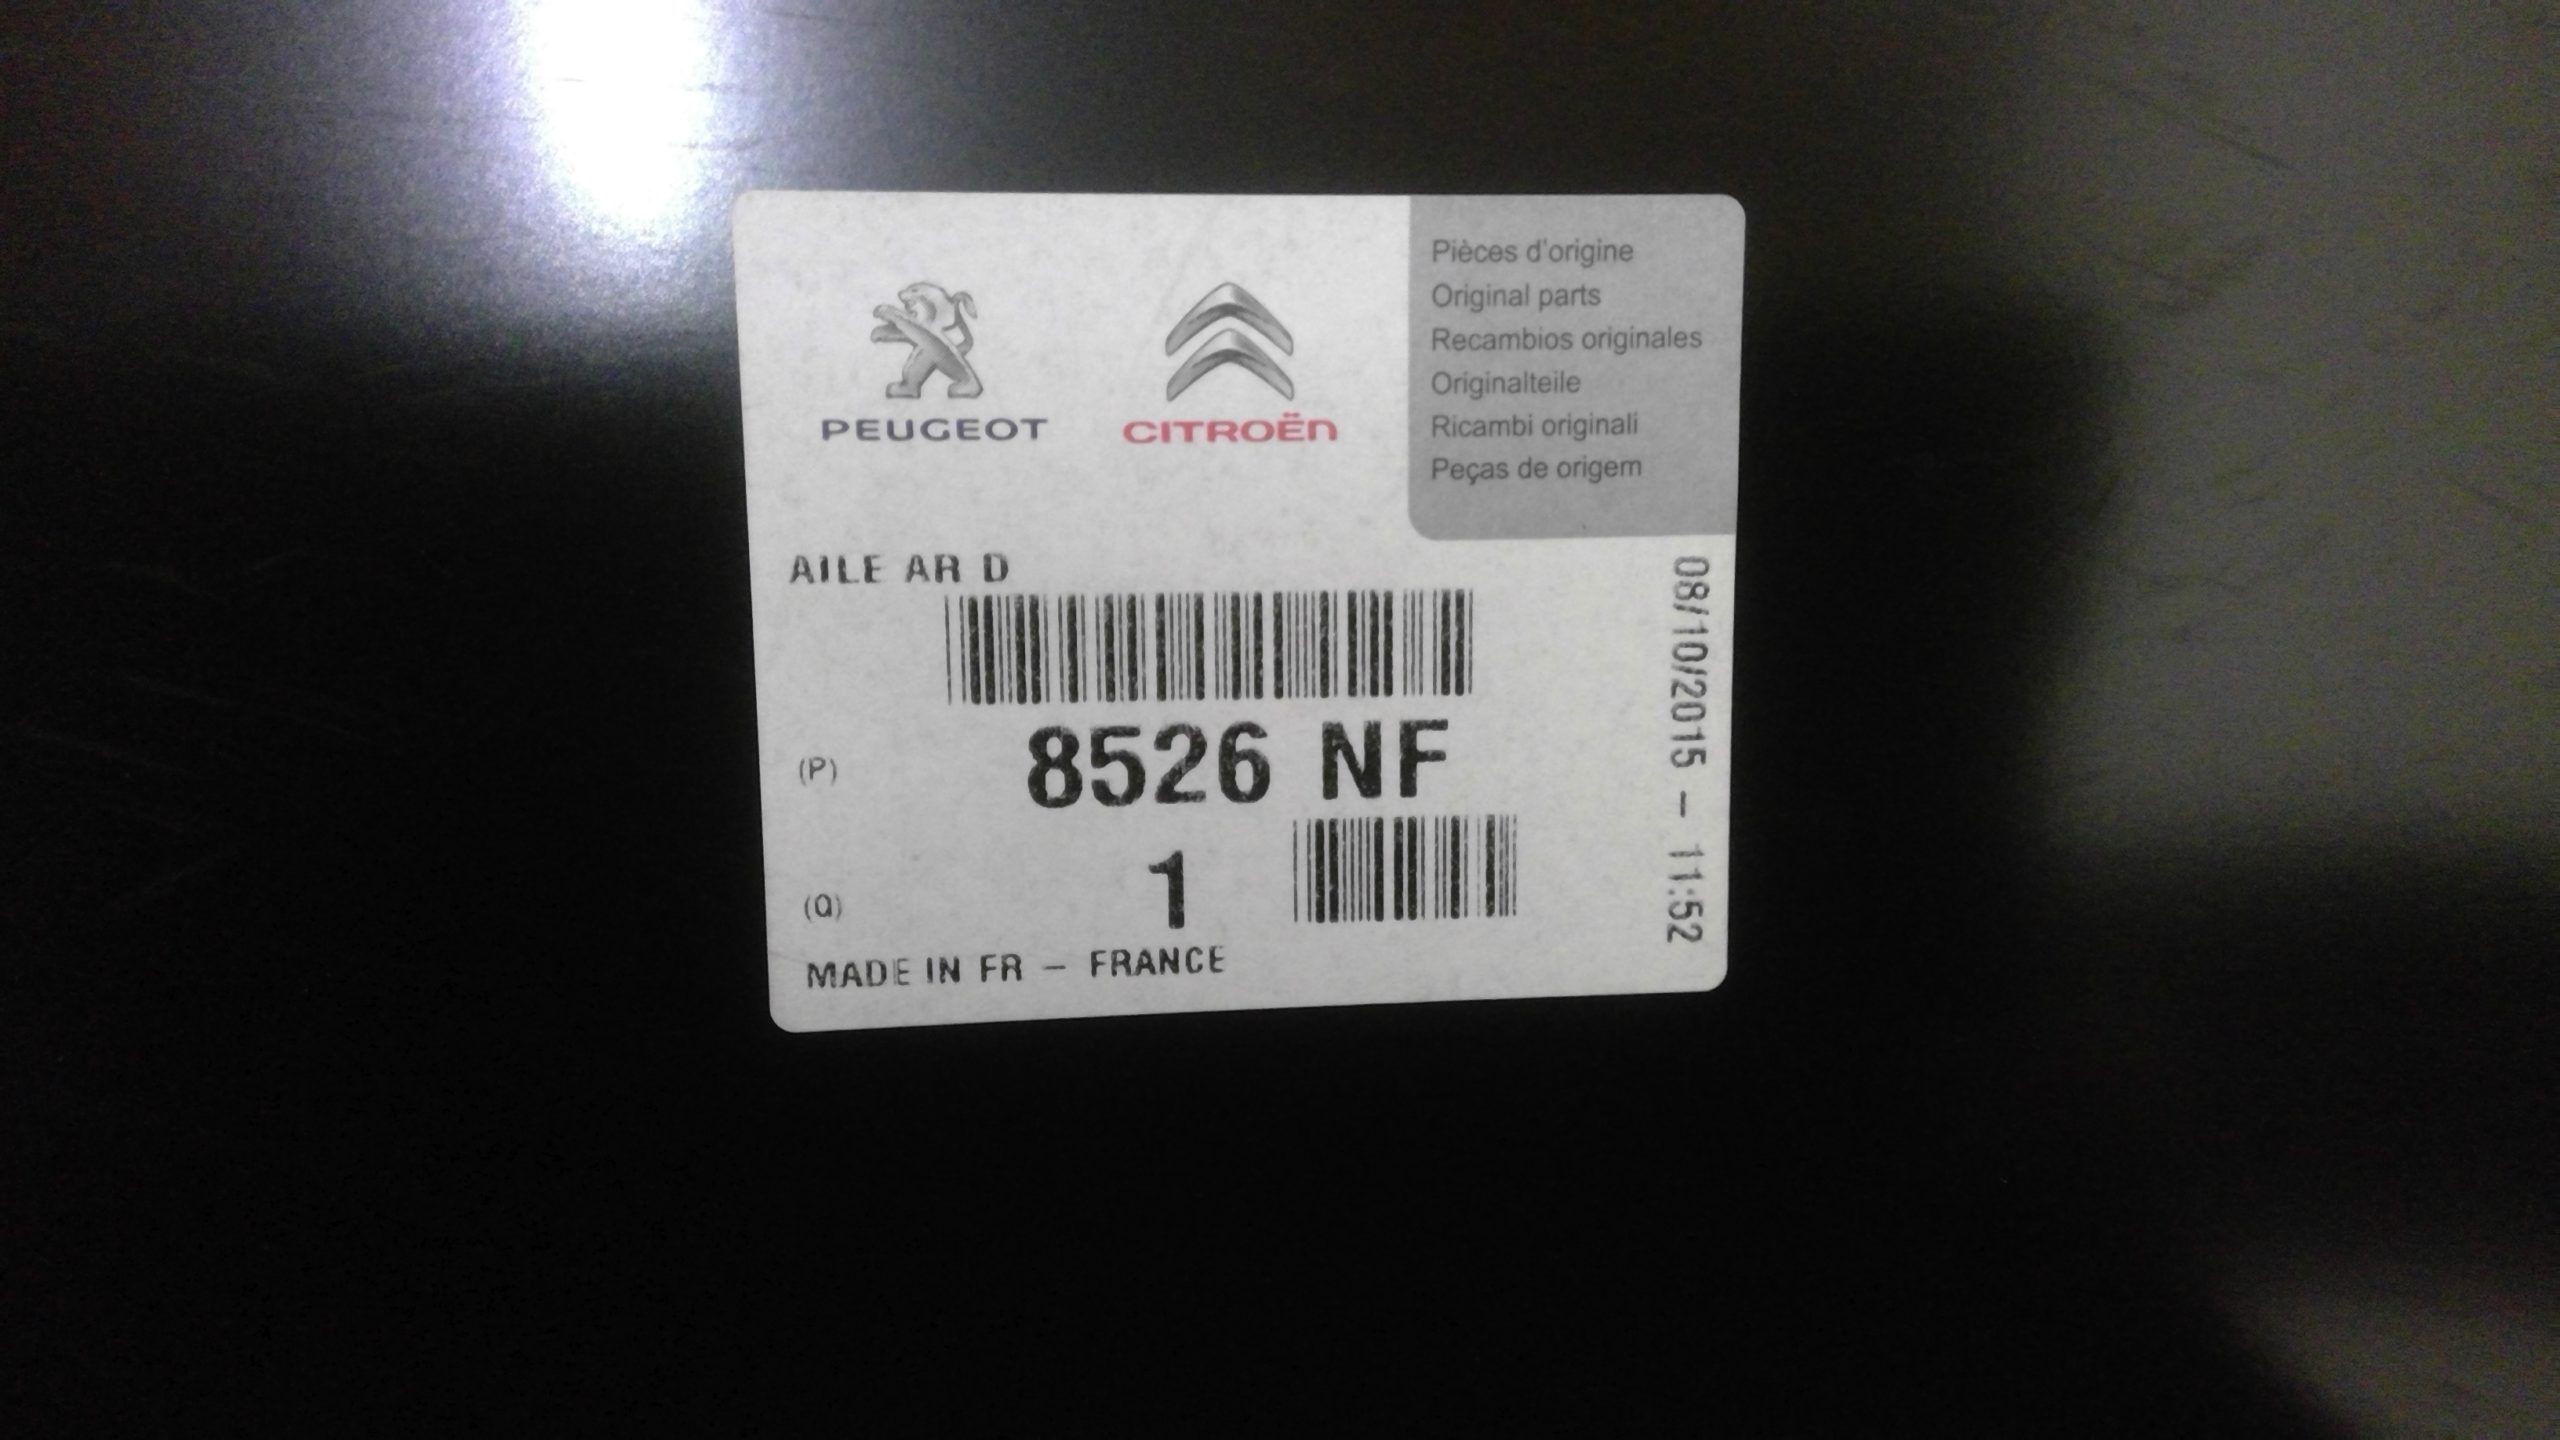 PEUGEOT
CITROËN
Pièces d'origine
Original parts
Recambios originales
Originalteile
Ricambi originali
Peças de origem
AILE AR D
(P) 8526 NF
(Q) 1
MADE IN FR – FRANCE
08/10/2015 – 11:52